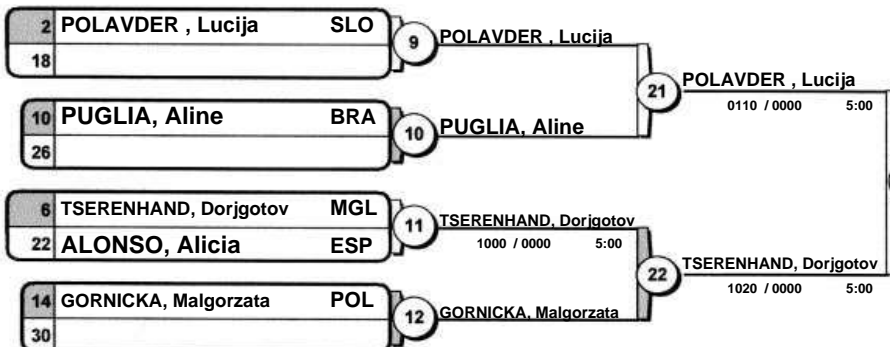 2 POLAVDER , Lucija SLO
18
9 POLAVDER , Lucija
10 PUGLIA, Aline BRA
26
10 PUGLIA, Aline
21 POLAVDER , Lucija
0110 / 0000 5:00
6 TSERENHAND, Dorjgotov MGL
22 ALONSO, Alicia ESP
11 TSERENHAND, Dorjgotov
1000 / 0000 5:00
14 GORNICKA, Malgorzata POL
30
12 GORNICKA, Malgorzata
22 TSERENHAND, Dorjgotov
1020 / 0000 5:00